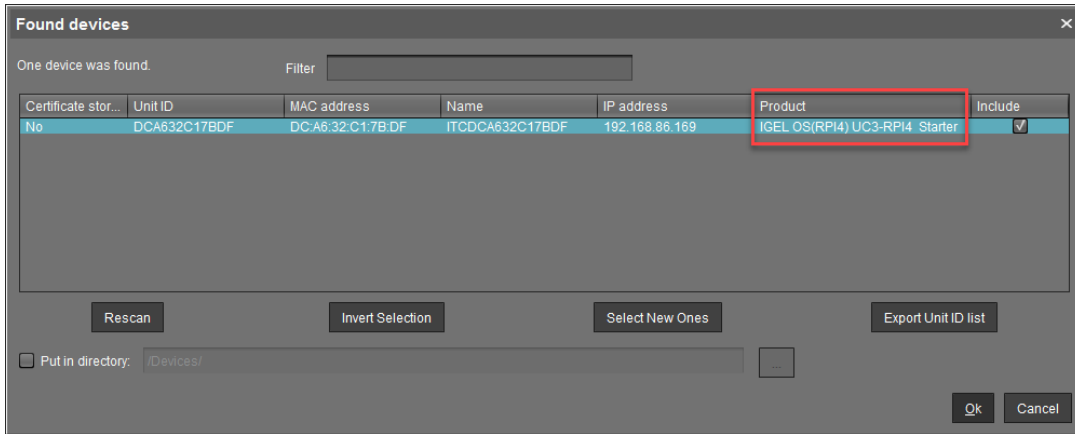 Found devices ×
One device was found. Filter
Certificate stor... Unit ID MAC address Name IP address Product Include
No DCA632C17BDF DC:A6:32:C1:7B:DF ITCDCA632C17BDF 192.168.86.169 IGEL OS(RPI4) UC3-RPI4 Starter
Rescan Invert Selection Select New Ones Export Unit ID list
Put in directory: /Devices/ ...
Ok Cancel